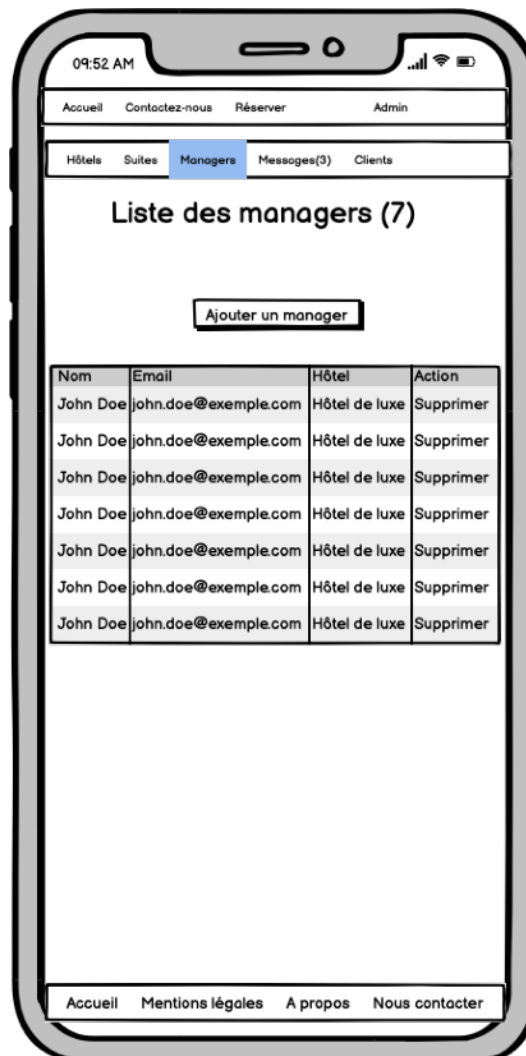 09:52 AM
Accueil Contactez-nous Réserver Admin
Hôtels Suites Managers Messages(3) Clients
Liste des managers (7)
Ajouter un manager
Nom Email Hôtel Action
John Doe john.doe@exemple.com Hôtel de luxe Supprimer
John Doe john.doe@exemple.com Hôtel de luxe Supprimer
John Doe john.doe@exemple.com Hôtel de luxe Supprimer
John Doe john.doe@exemple.com Hôtel de luxe Supprimer
John Doe john.doe@exemple.com Hôtel de luxe Supprimer
John Doe john.doe@exemple.com Hôtel de luxe Supprimer
John Doe john.doe@exemple.com Hôtel de luxe Supprimer
Accueil Mentions légales A propos Nous contacter